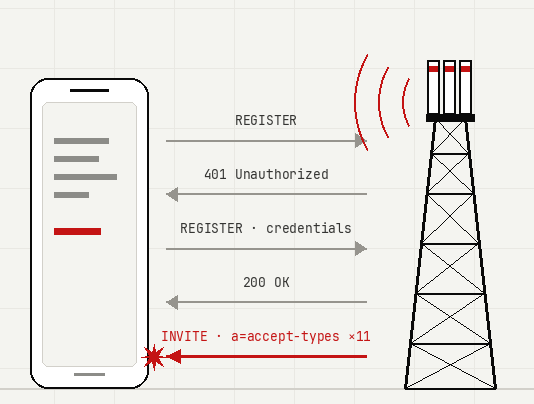 REGISTER
401 Unauthorized
REGISTER · credentials
200 OK
INVITE · a=accept-types ×11